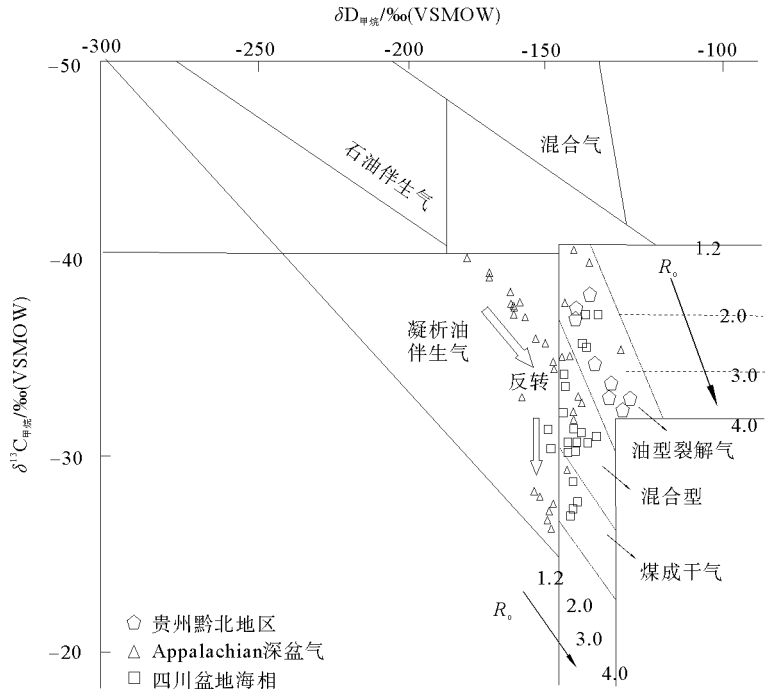 δD甲烷/‰(VSMOW)
-300 -250 -200 -150 -100
-50
石油伴生气
混合气
-40
1.2
R₀
凝析油
伴生气
2.0
反转
3.0
4.0
油型裂解气
-30
混合型
煤成干气
1.2
R₀
2.0
3.0
4.0
-20
δ¹³C甲烷/‰(VSMOW)
贵州黔北地区
Appalachian深盆气
四川盆地海相